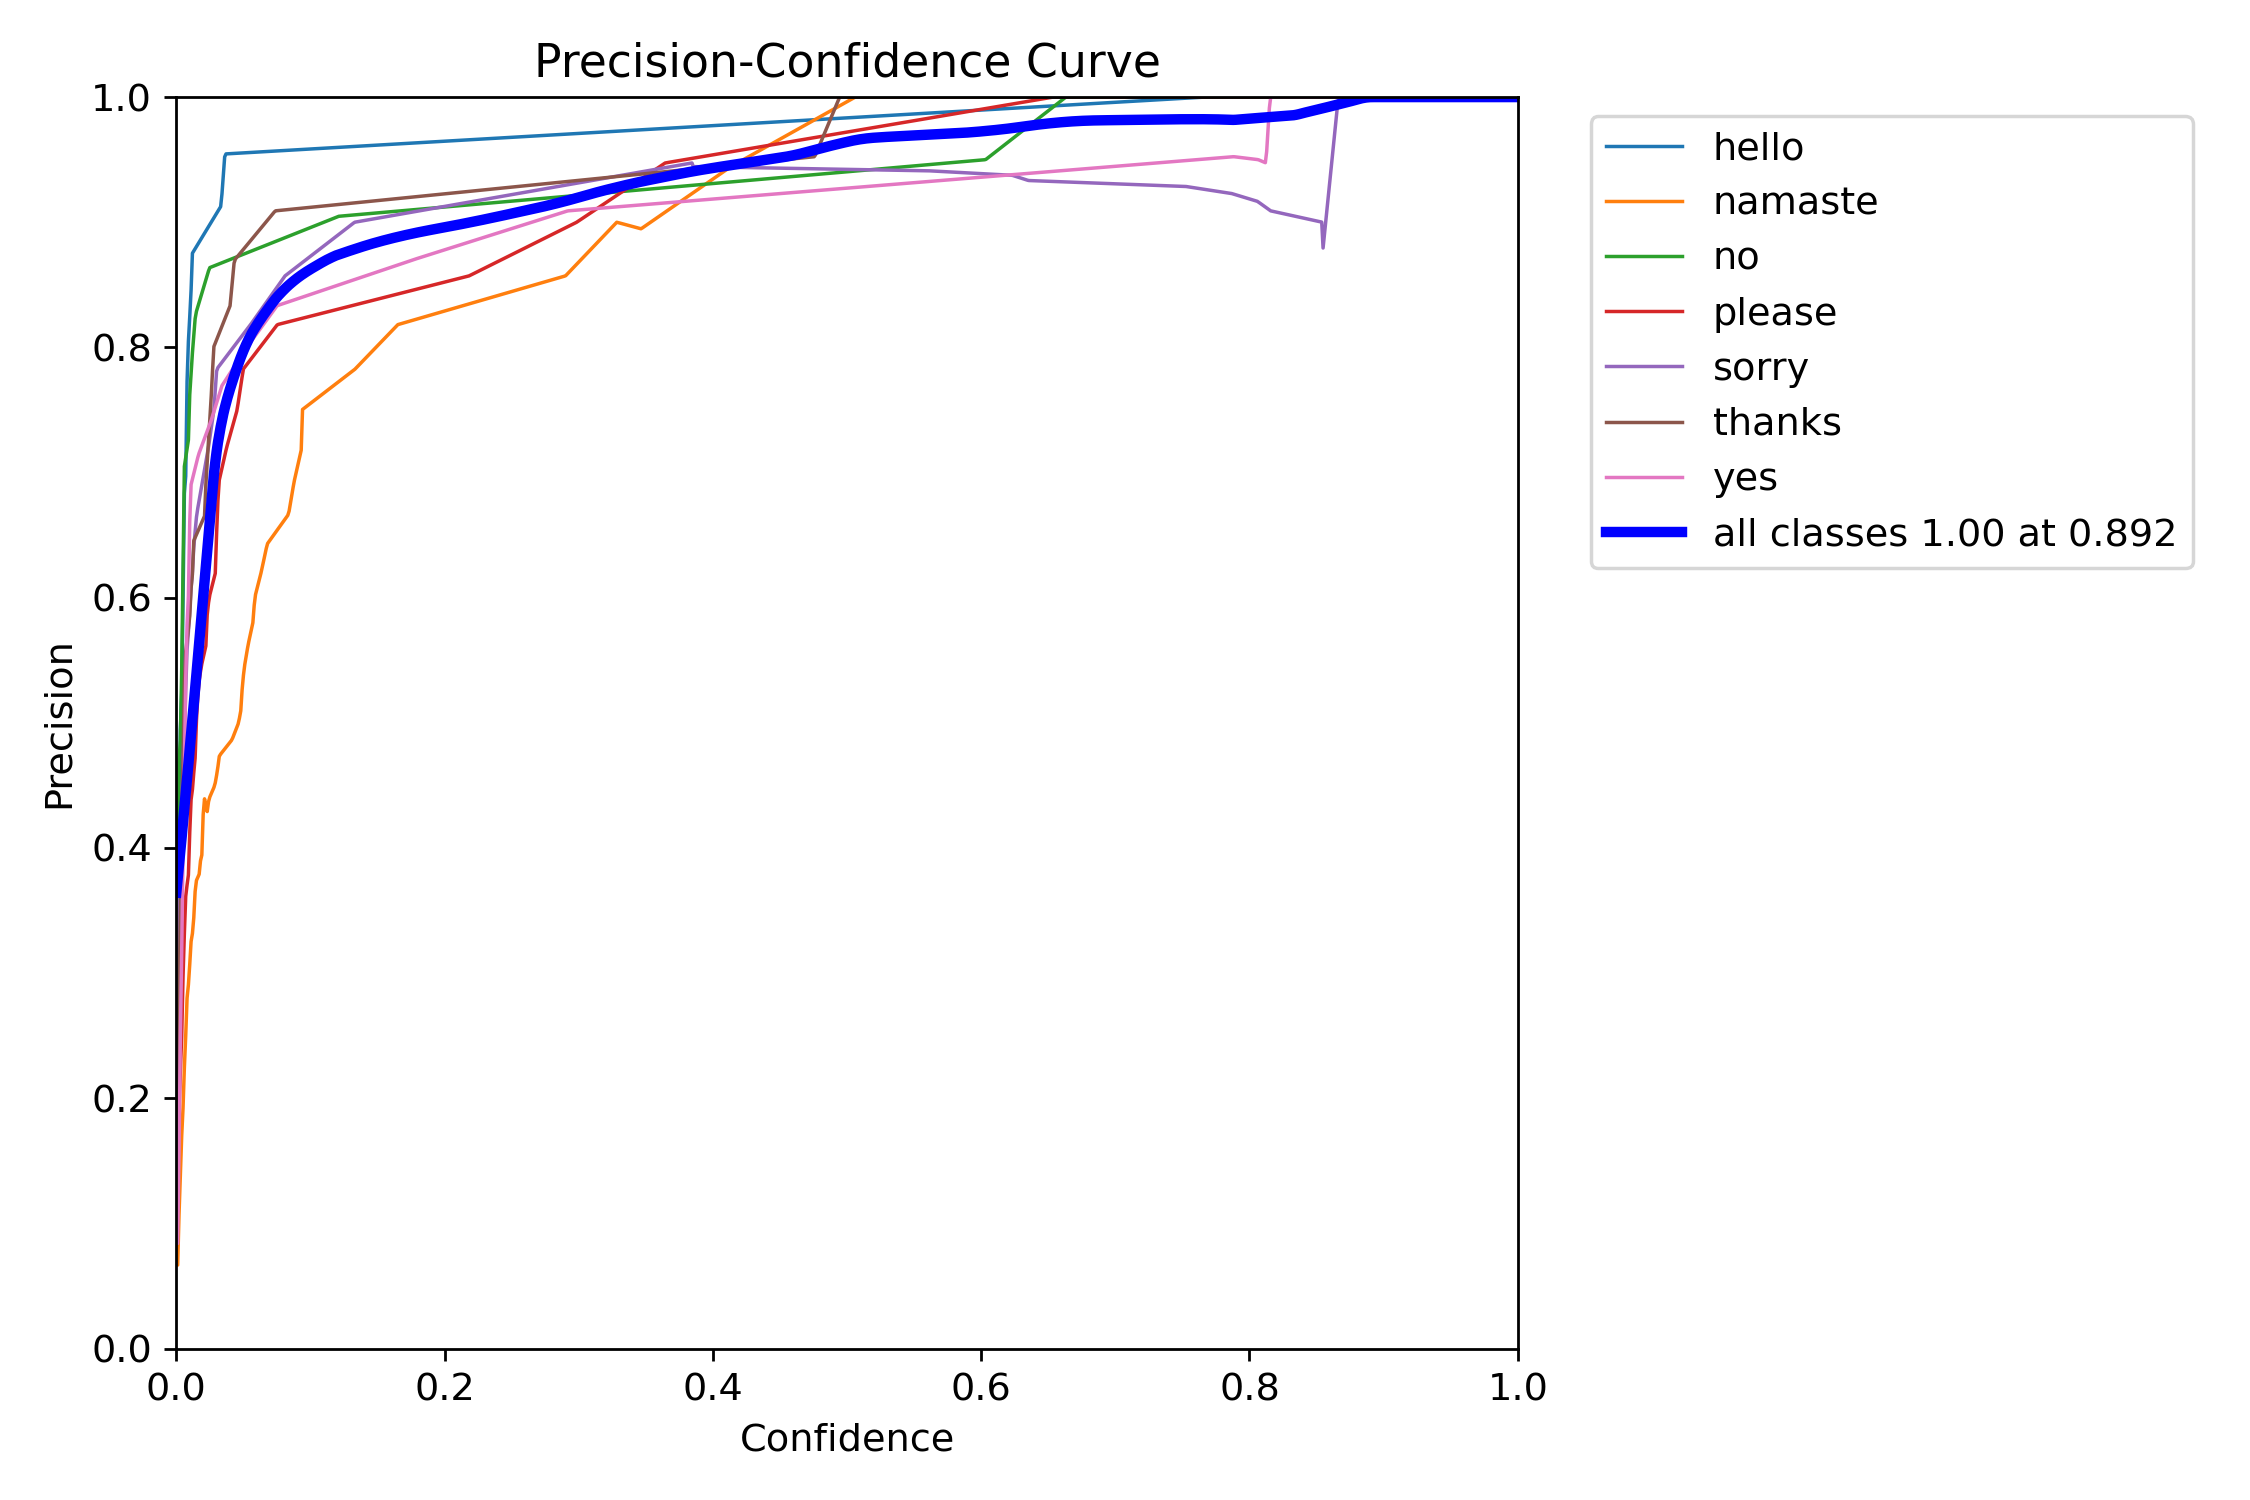 Precision-Confidence Curve
1.0
0.8
0.6
0.4
0.2
0.0
Precision
0.0 0.2 0.4 0.6 0.8 1.0
Confidence
hello
namaste
no
please
sorry
thanks
yes
all classes 1.00 at 0.892